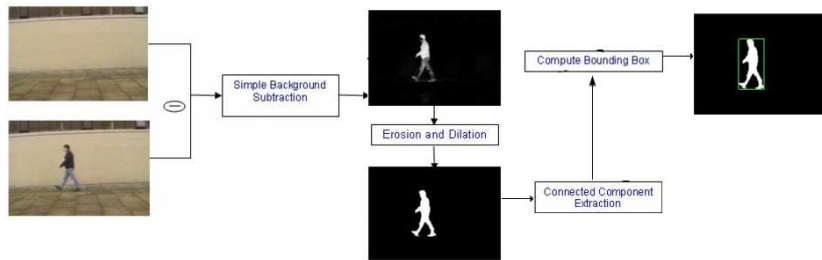 Simple Background
Subtraction
Erosion and Dilation
Connected Component
Extraction
Compute Bounding Box